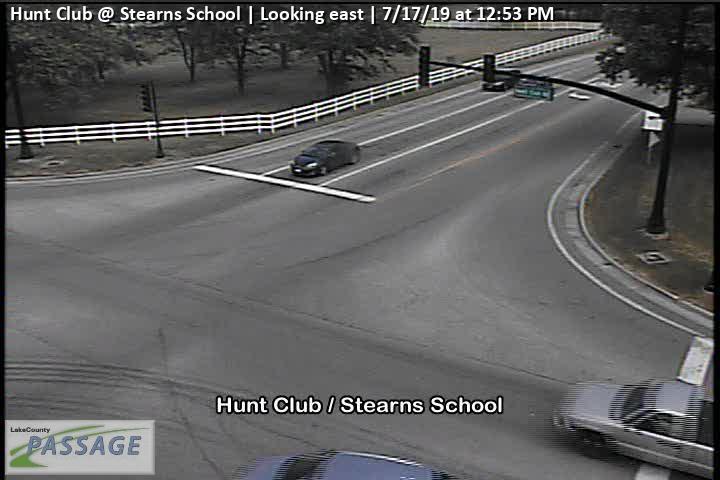 Hunt Club @ Stearns School | Looking east | 7/17/19 at 12:53 PM
Hunt Club / Stearns School
LakeCounty
PASSAGE